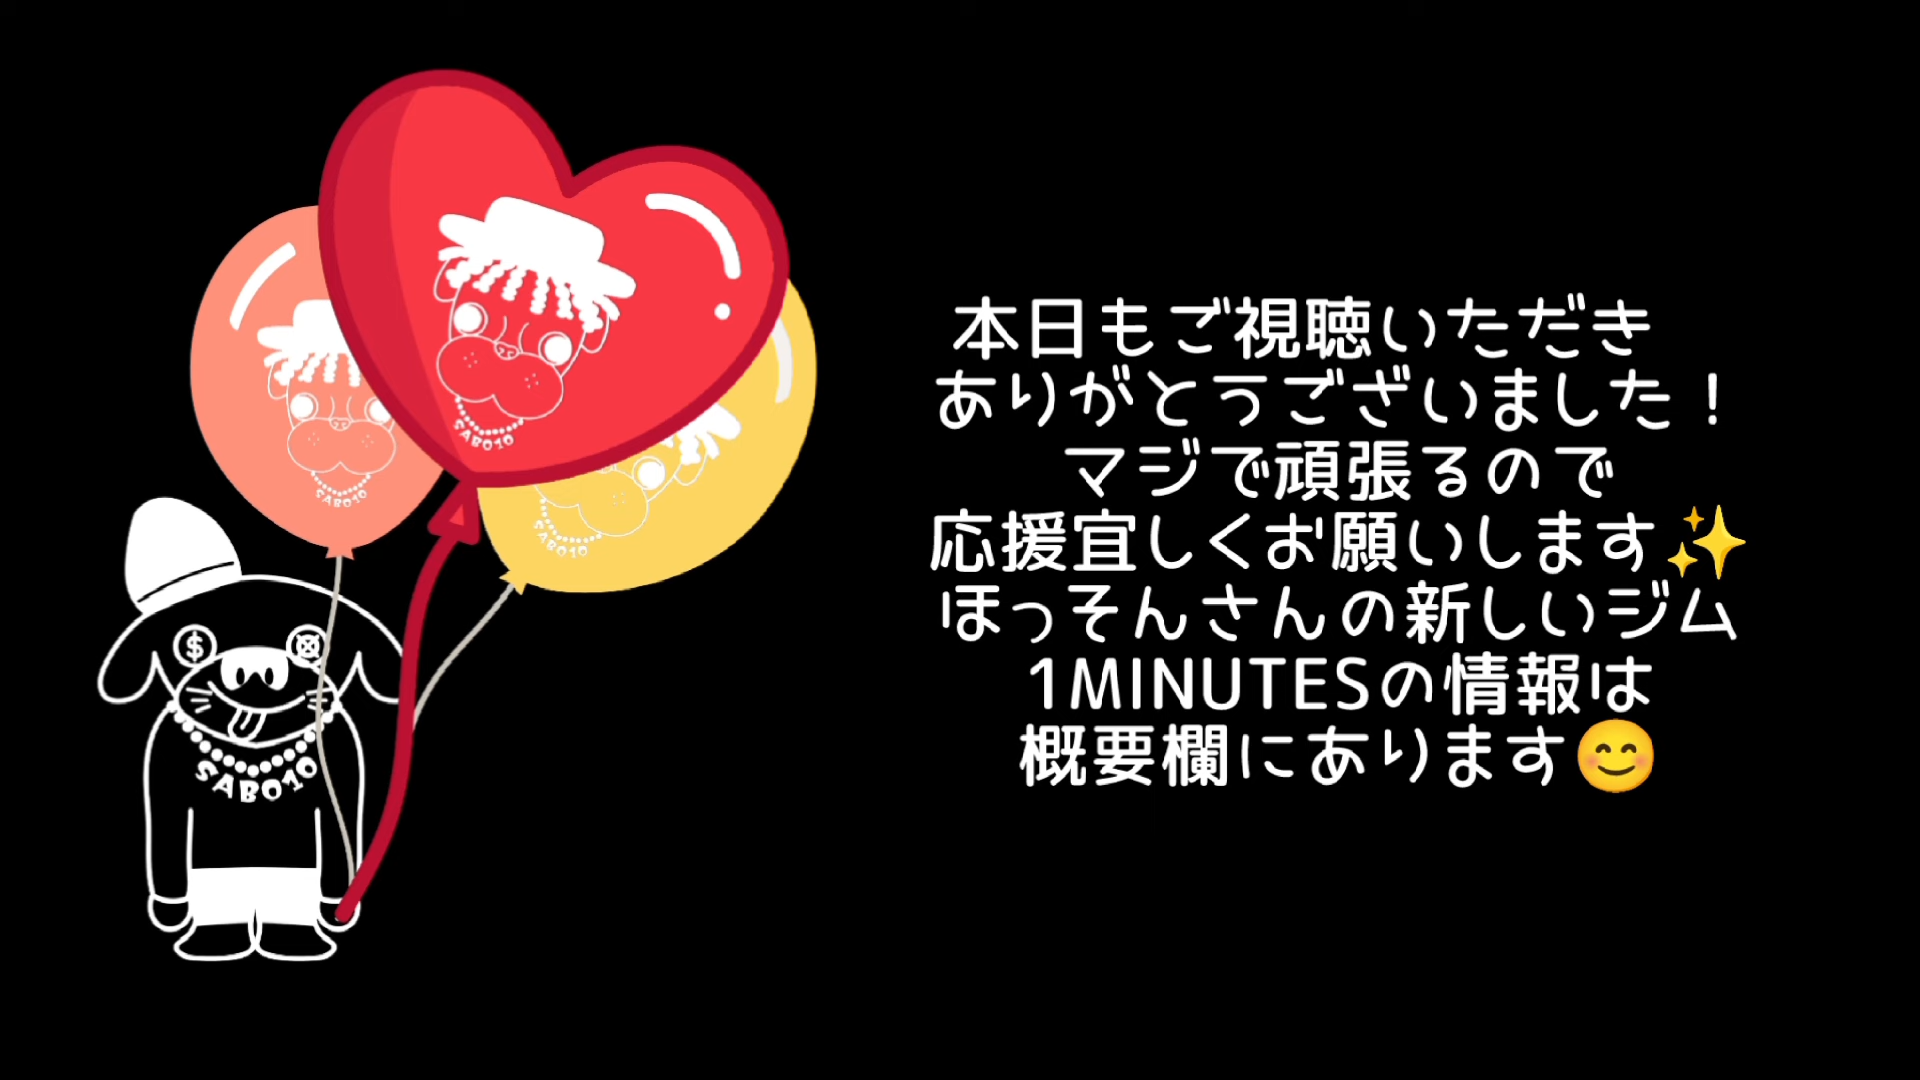 本日もご視聴いただき
ありがとうございました！
マジで頑張るので
応援宜しくお願いします✨
ほっそんさんの新しいジム
1MINUTESの情報は
概要欄にあります😊
SABO10
SABO10
SABO10
$
SABO10